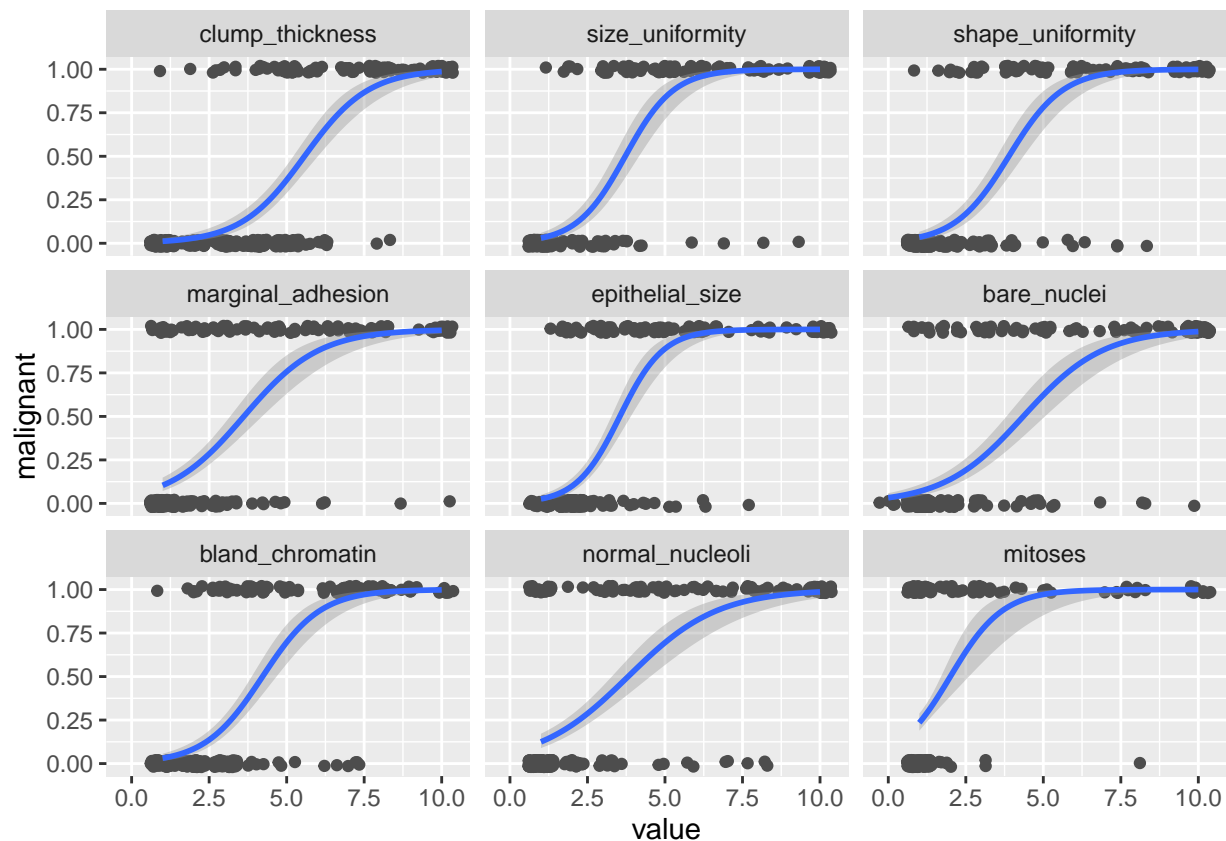 clump_thickness size_uniformity shape_uniformity
1.00
0.75
0.50
0.25
0.00
marginal_adhesion epithelial_size bare_nuclei
1.00
0.75
0.50
0.25
0.00
malignant
bland_chromatin normal_nucleoli mitoses
1.00
0.75
0.50
0.25
0.00
0.0 2.5 5.0 7.5 10.0 0.0 2.5 5.0 7.5 10.0 0.0 2.5 5.0 7.5 10.0
value